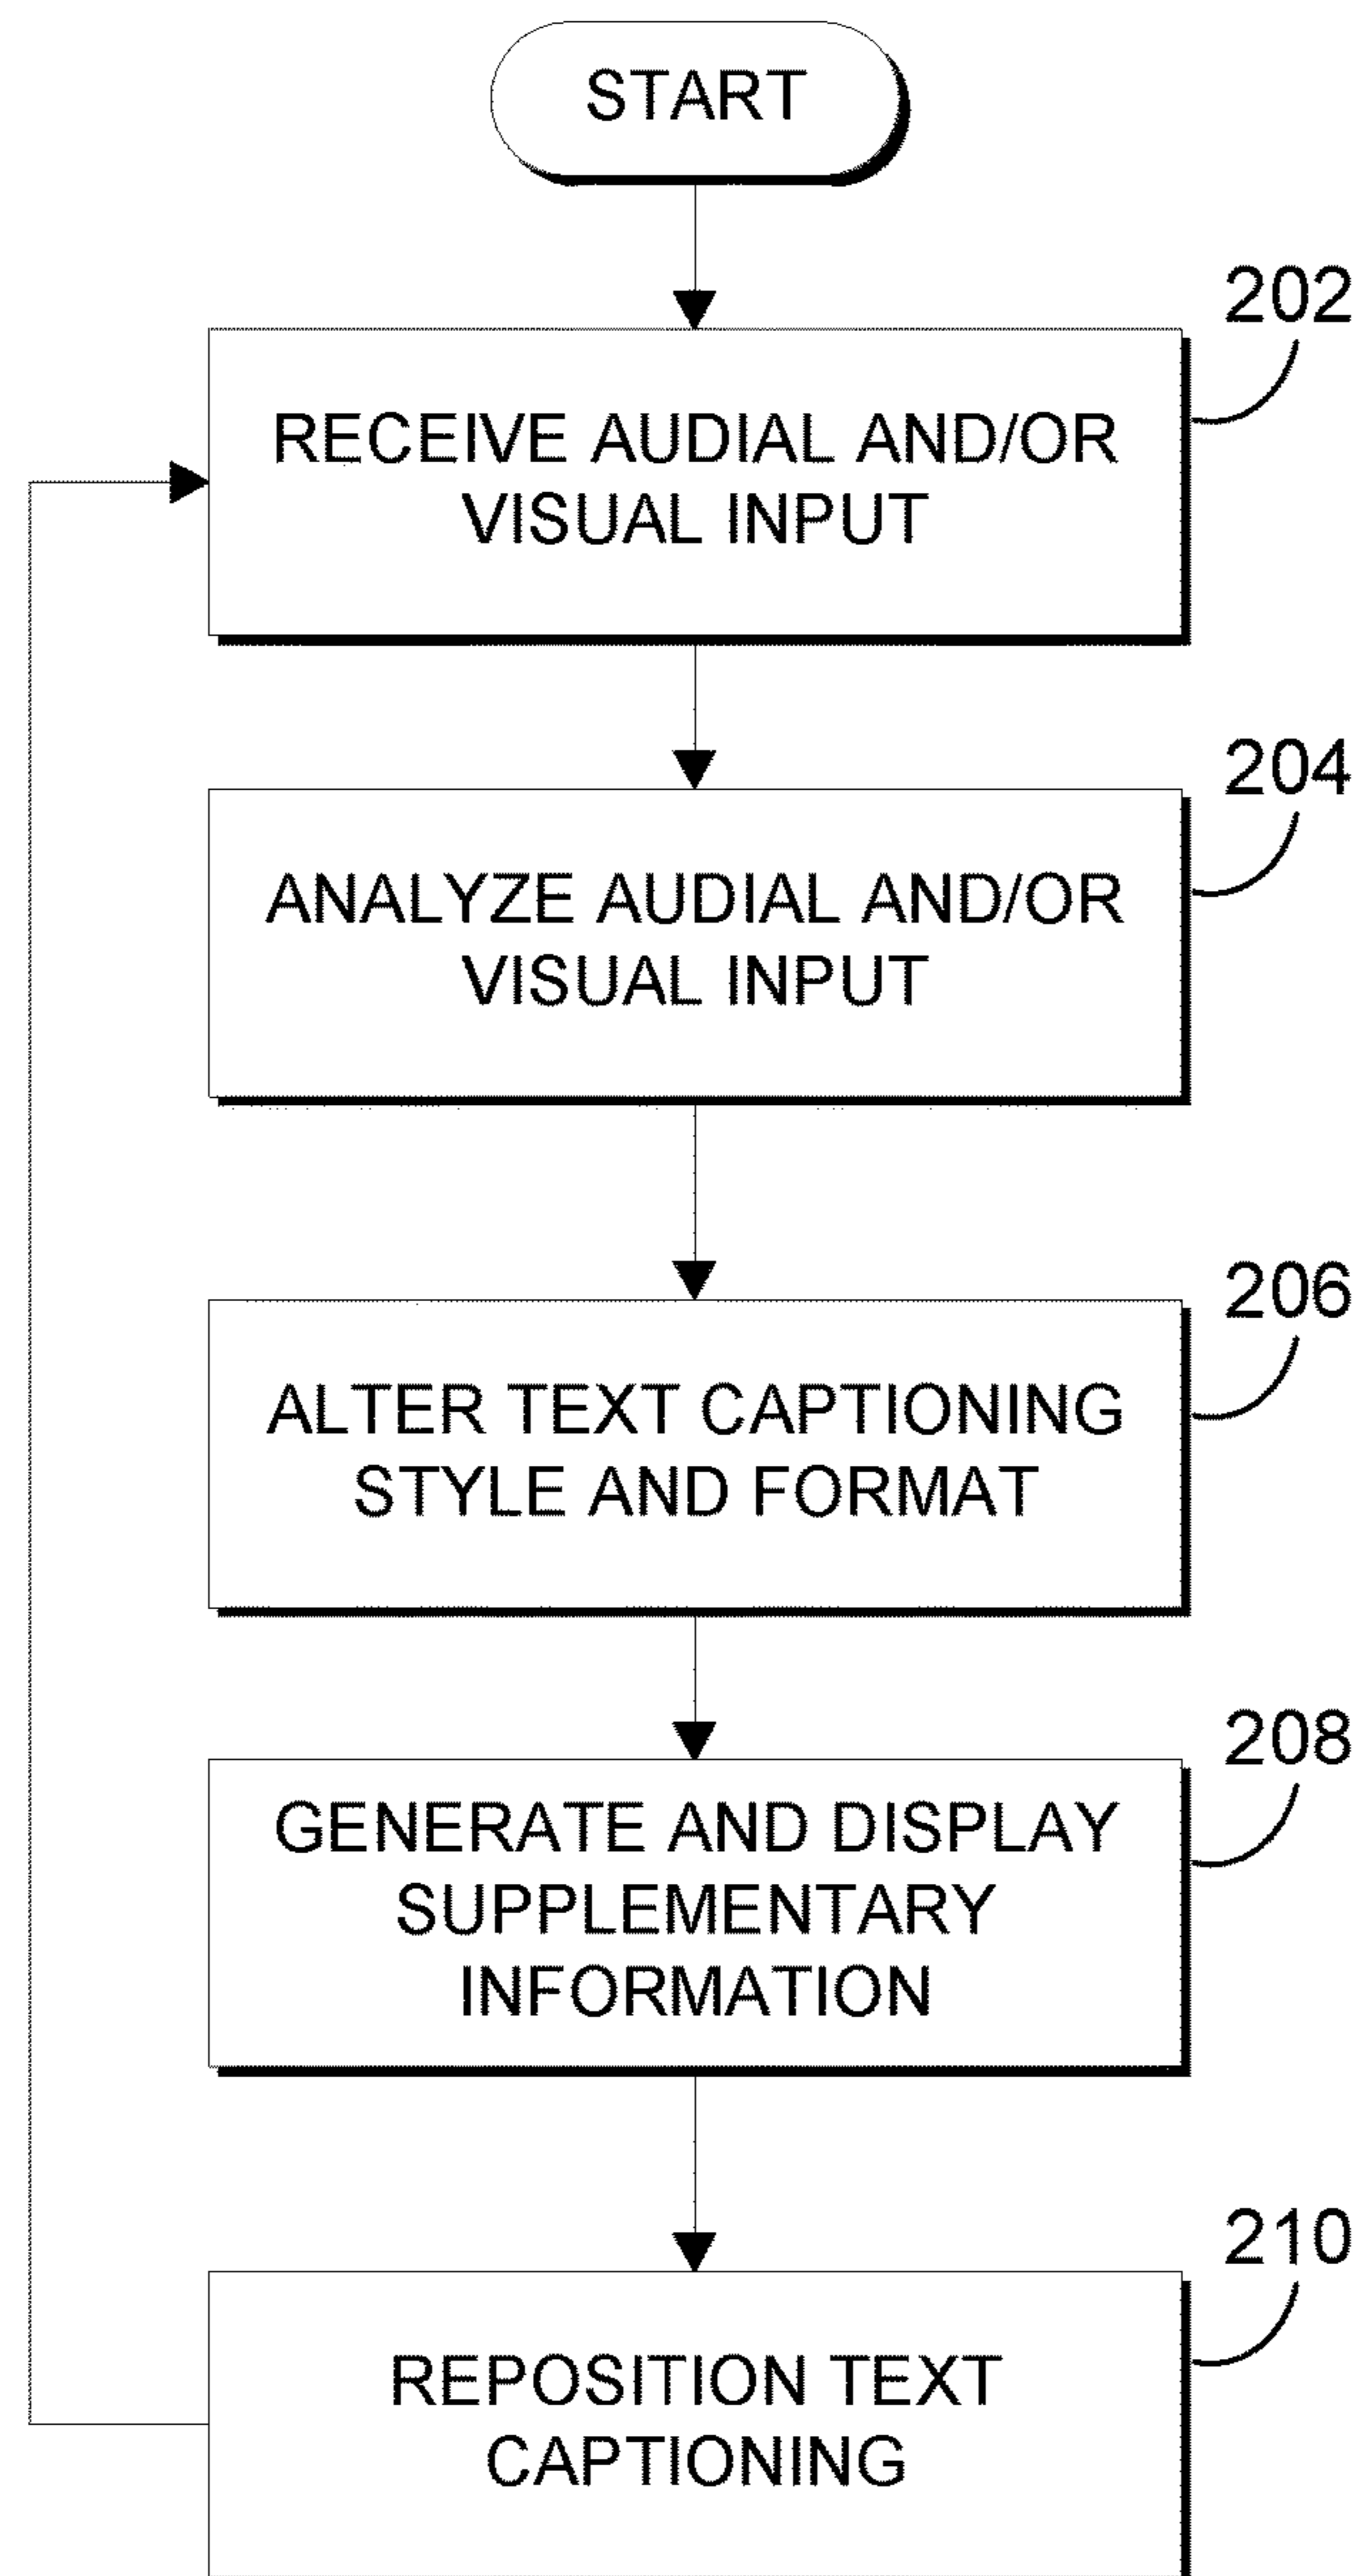 START
202
RECEIVE AUDIAL AND/OR
VISUAL INPUT
204
ANALYZE AUDIAL AND/OR
VISUAL INPUT
206
ALTER TEXT CAPTIONING
STYLE AND FORMAT
208
GENERATE AND DISPLAY
SUPPLEMENTARY
INFORMATION
210
REPOSITION TEXT
CAPTIONING